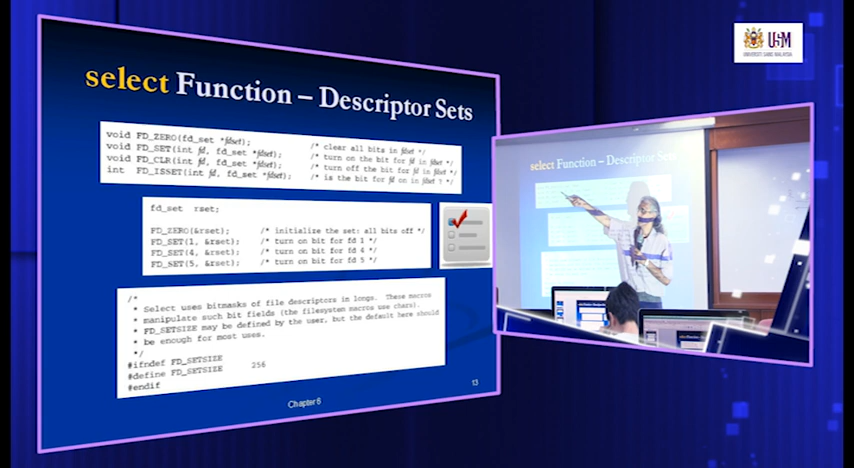 select Function – Descriptor Sets
void FD_ZERO(fd_set *fdset); /* clear all bits in fdset */
void FD_SET(int fd, fd_set *fdset); /* turn on the bit for fd in fdset */
void FD_CLR(int fd, fd_set *fdset); /* turn off the bit for fd in fdset */
int FD_ISSET(int fd, fd_set *fdset); /* is the bit for fd on in fdset ? */
fd_set rset;
FD_ZERO(&rset); /* initialize the set: all bits off */
FD_SET(1, &rset); /* turn on bit for fd 1 */
FD_SET(4, &rset); /* turn on bit for fd 4 */
FD_SET(5, &rset); /* turn on bit for fd 5 */
/*
* Select uses bitmasks of file descriptors in longs. These macros
* manipulate such bit fields (the filesystem macros use chars).
* FD_SETSIZE may be defined by the user, but the default here should
* be enough for most uses.
*/
#ifndef FD_SETSIZE
#define FD_SETSIZE 256
#endif
Chapter 6
13
USM
UNIVERSITI SAINS MALAYSIA
select Function – Descriptor Sets